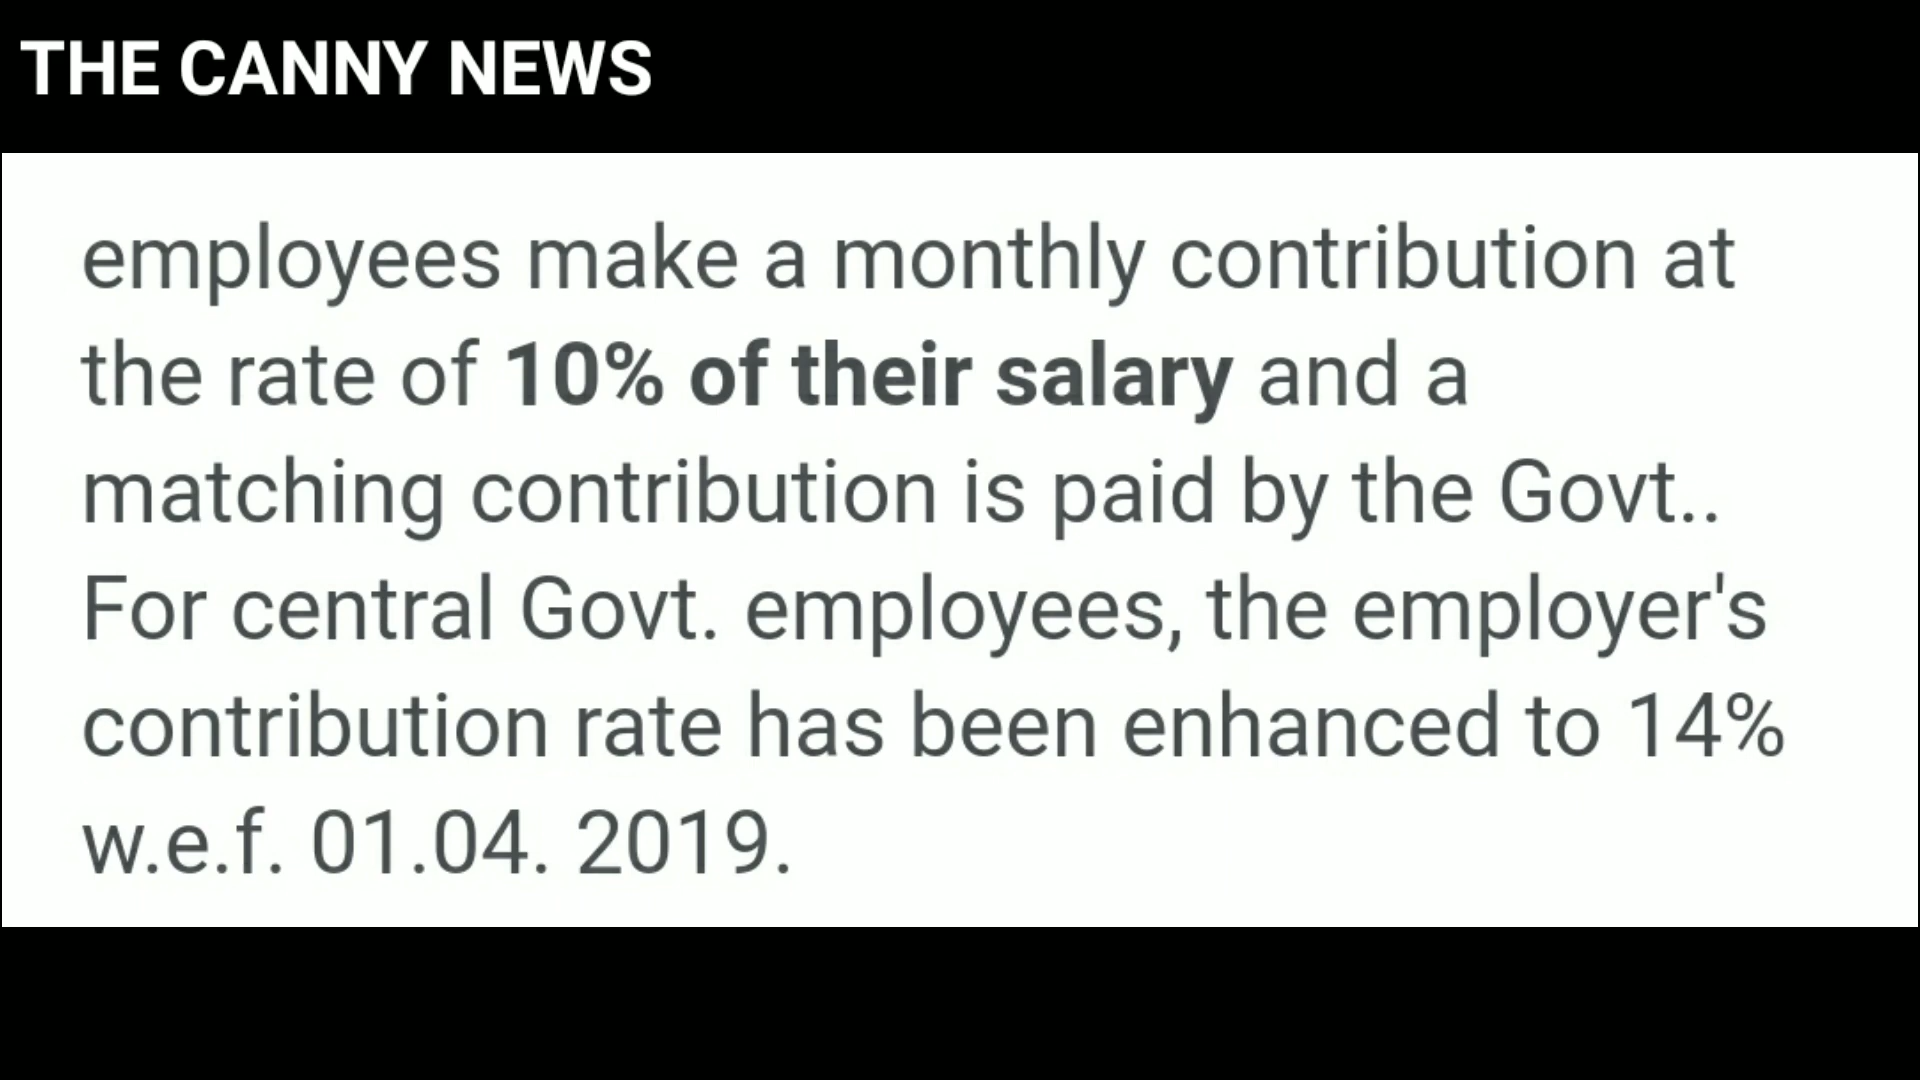 THE CANNY NEWS
employees make a monthly contribution at
the rate of 10% of their salary and a
matching contribution is paid by the Govt..
For central Govt. employees, the employer's
contribution rate has been enhanced to 14%
w.e.f. 01.04. 2019.